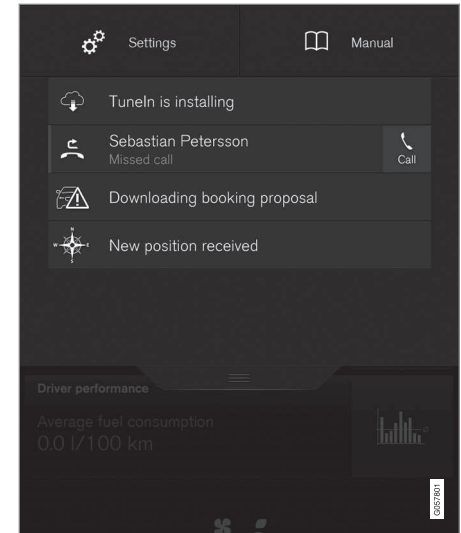 Settings
Manual
TuneIn is installing
Sebastian Petersson
Missed call
Call
Downloading booking proposal
N
W E
S
New position received
Driver performance
Average fuel consumption
0.0 l/100 km
G057801